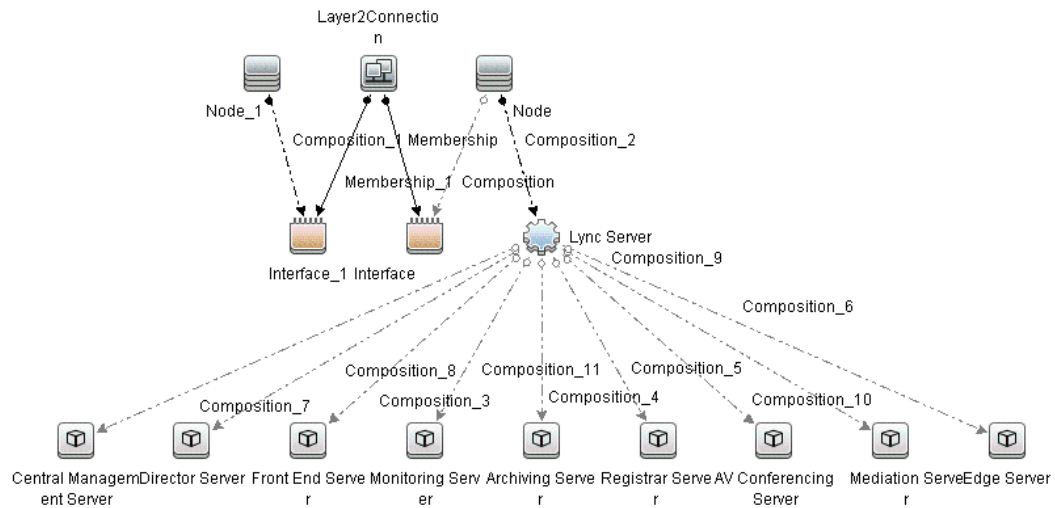 Layer2Connectio
n
Node_1
Node
Composition_1 Membership
Composition_2
Membership_1 Composition
Interface_1 Interface
Lync Server
Composition_9
Composition_6
Composition_8
Composition_11
Composition_5
Composition_7
Composition_3
Composition_4
Composition_10
Central Managem
ent Server
Director Server
Front End Serve
r
Monitoring Serv
er
Archiving Serve
r
Registrar Serve
r
AV Conferencing
Server
Mediation Serve
r
Edge Server